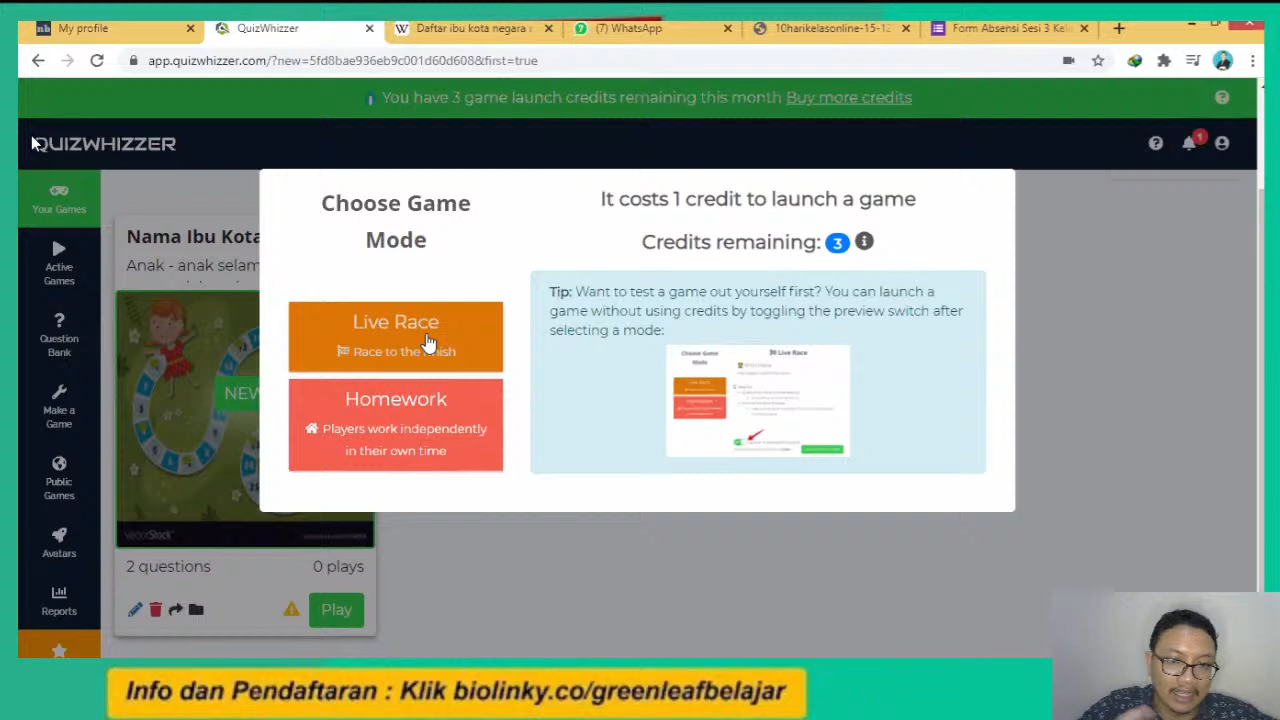 My profile
QuizWhizzer
Daftar ibu kota negara
(7) WhatsApp
10harikelasonline-15-12
Form Absensi Sesi 3 Kel
app.quizwhizzer.com/?new=5fd8bae936eb9c001d60d608&first=true
You have 3 game launch credits remaining this month Buy more credits
QUIZWHIZZER
1
Your Games
Active
Games
Question
Bank
Make a
Game
Public
Games
Avatars
Reports
Nama Ibu Kota
Anak - anak selam
NEW
VectorStock
2 questions
0 plays
Play
Choose Game
Mode
Live Race
Race to the finish
Homework
Players work independently
in their own time
It costs 1 credit to launch a game
Credits remaining: 3
Tip: Want to test a game out yourself first? You can launch a
game without using credits by toggling the preview switch after
selecting a mode:
Choose Game
Mode
Live Race
Info dan Pendaftaran : Klik biolinky.co/greenleafbelajar